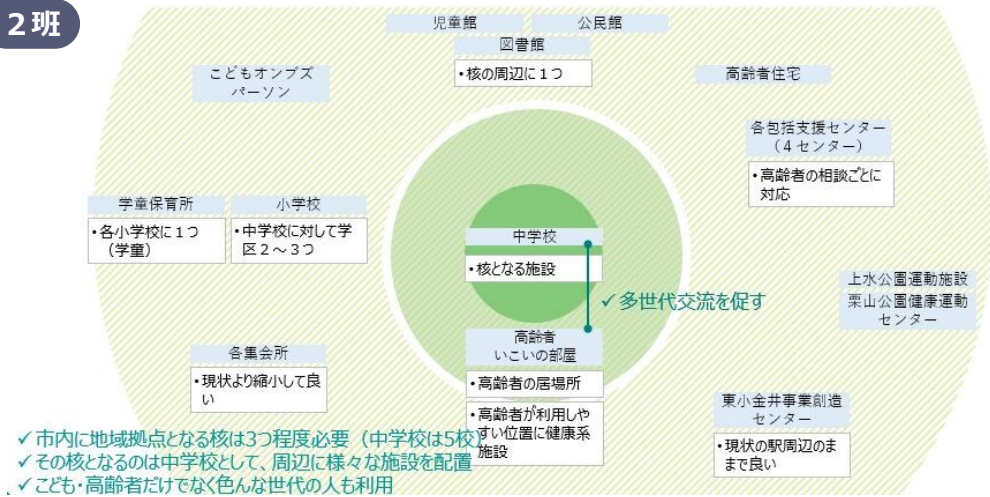 2班
児童館
公民館
図書館
・核の周辺に1つ
こどもオンブズ
パーソン
高齢者住宅
各包括支援センター
（4センター）
・高齢者の相談ごとに
対応
学童保育所
・各小学校に1つ
（学童）
小学校
・中学校に対して学
区2～3つ
中学校
・核となる施設
✓多世代交流を促す
上水公園運動施設
栗山公園健康運動
センター
高齢者
いこいの部屋
・高齢者の居場所
・高齢者が利用しや
すい位置に健康系
施設
各集会所
・現状より縮小して良
い
東小金井事業創造
センター
・現状の駅周辺のま
まで良い
✓市内に地域拠点となる核は3つ程度必要（中学校は5校）
✓その核となるのは中学校として、周辺に様々な施設を配置
✓こども・高齢者だけでなく色んな世代の人も利用